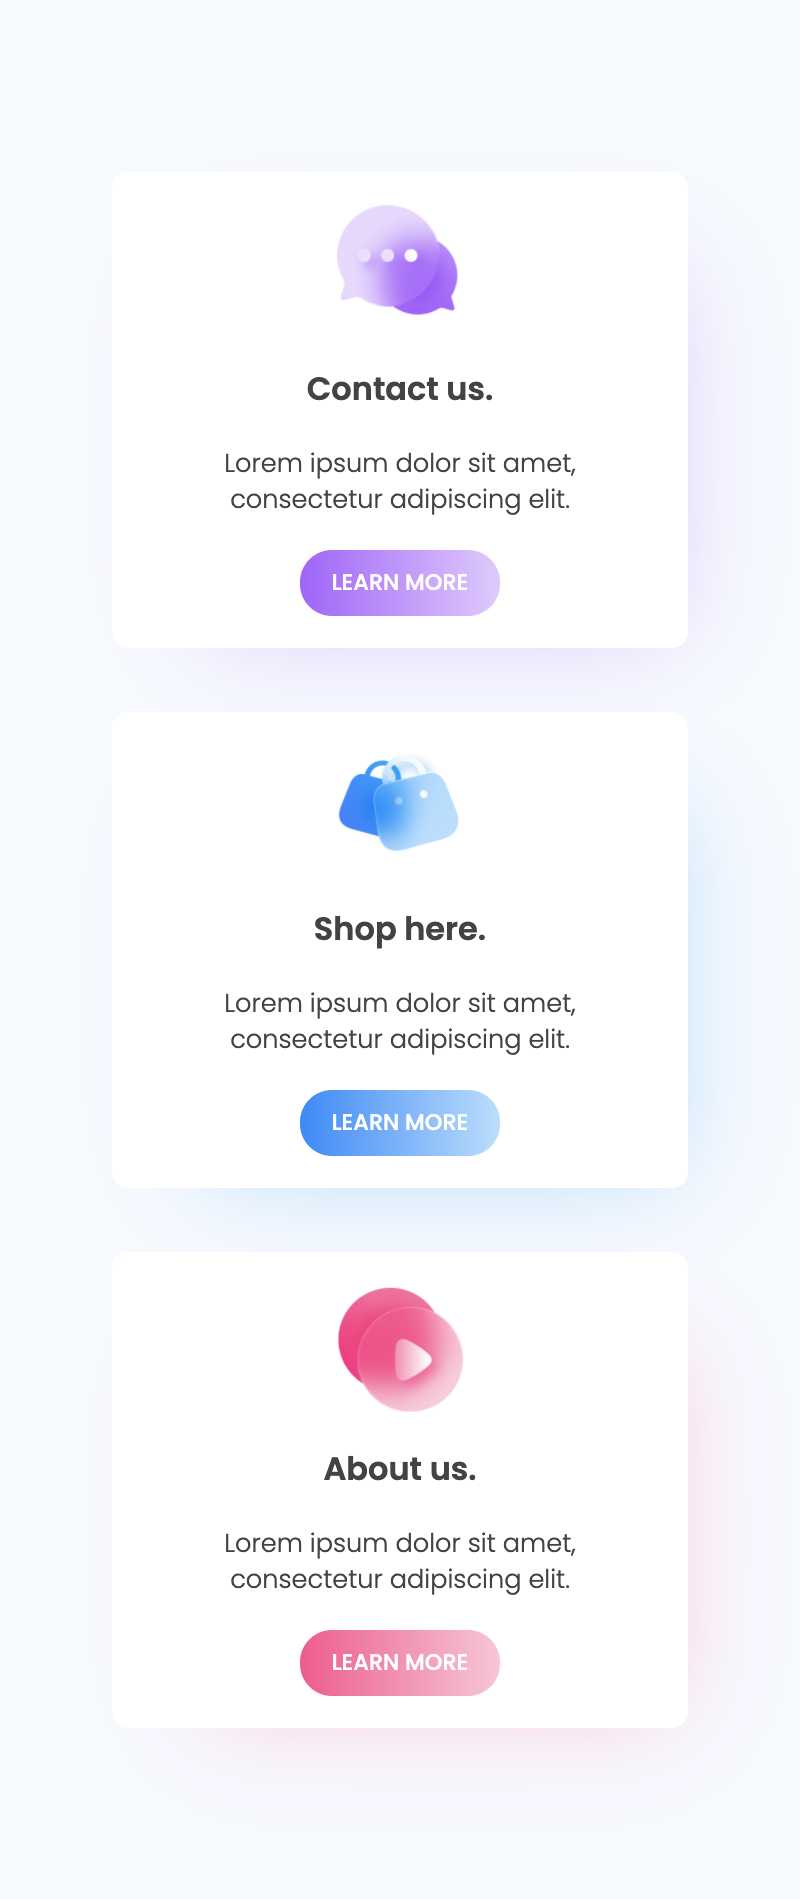 Contact us.
Lorem ipsum dolor sit amet,
consectetur adipiscing elit.
LEARN MORE
Shop here.
Lorem ipsum dolor sit amet,
consectetur adipiscing elit.
LEARN MORE
About us.
Lorem ipsum dolor sit amet,
consectetur adipiscing elit.
LEARN MORE